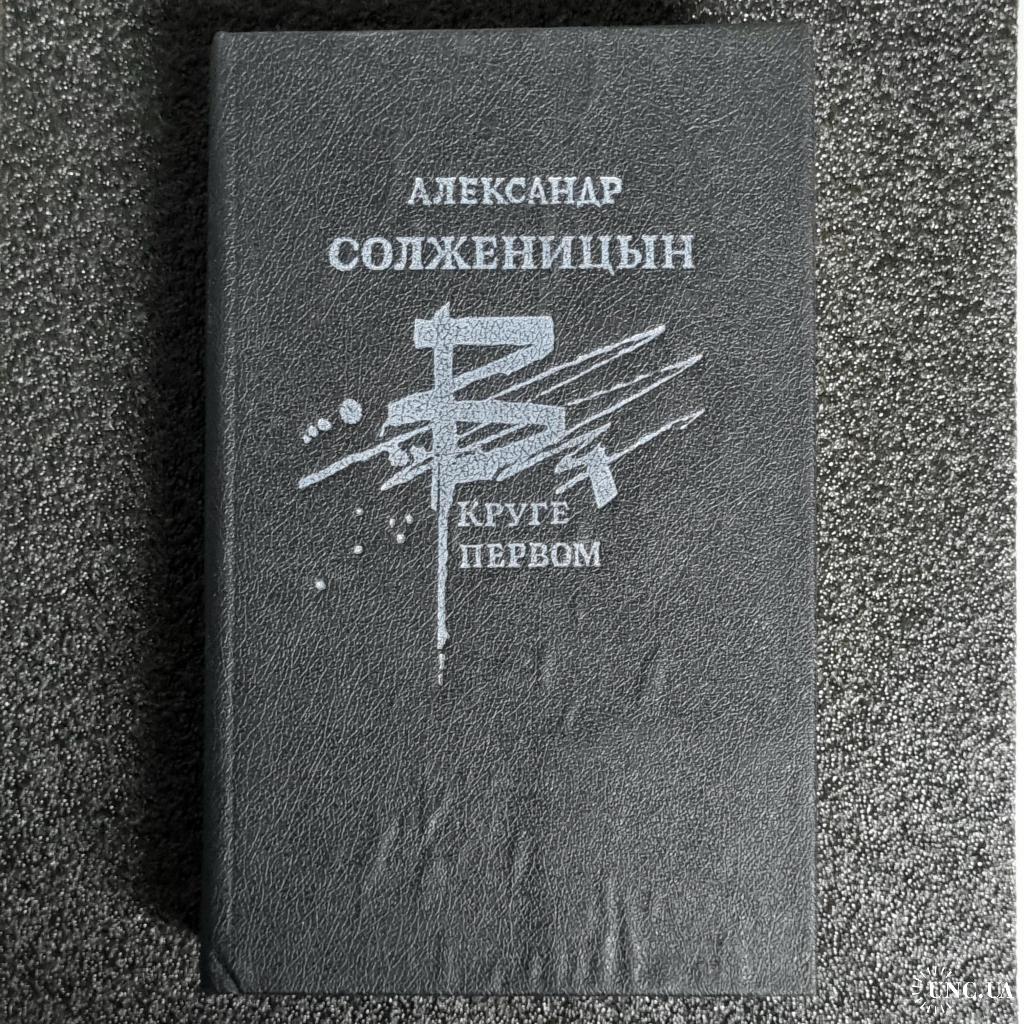 АЛЕКСАНДР
СОЛЖЕНИЦЫН
В
КРУГЕ
ПЕРВОМ
UNC.UA